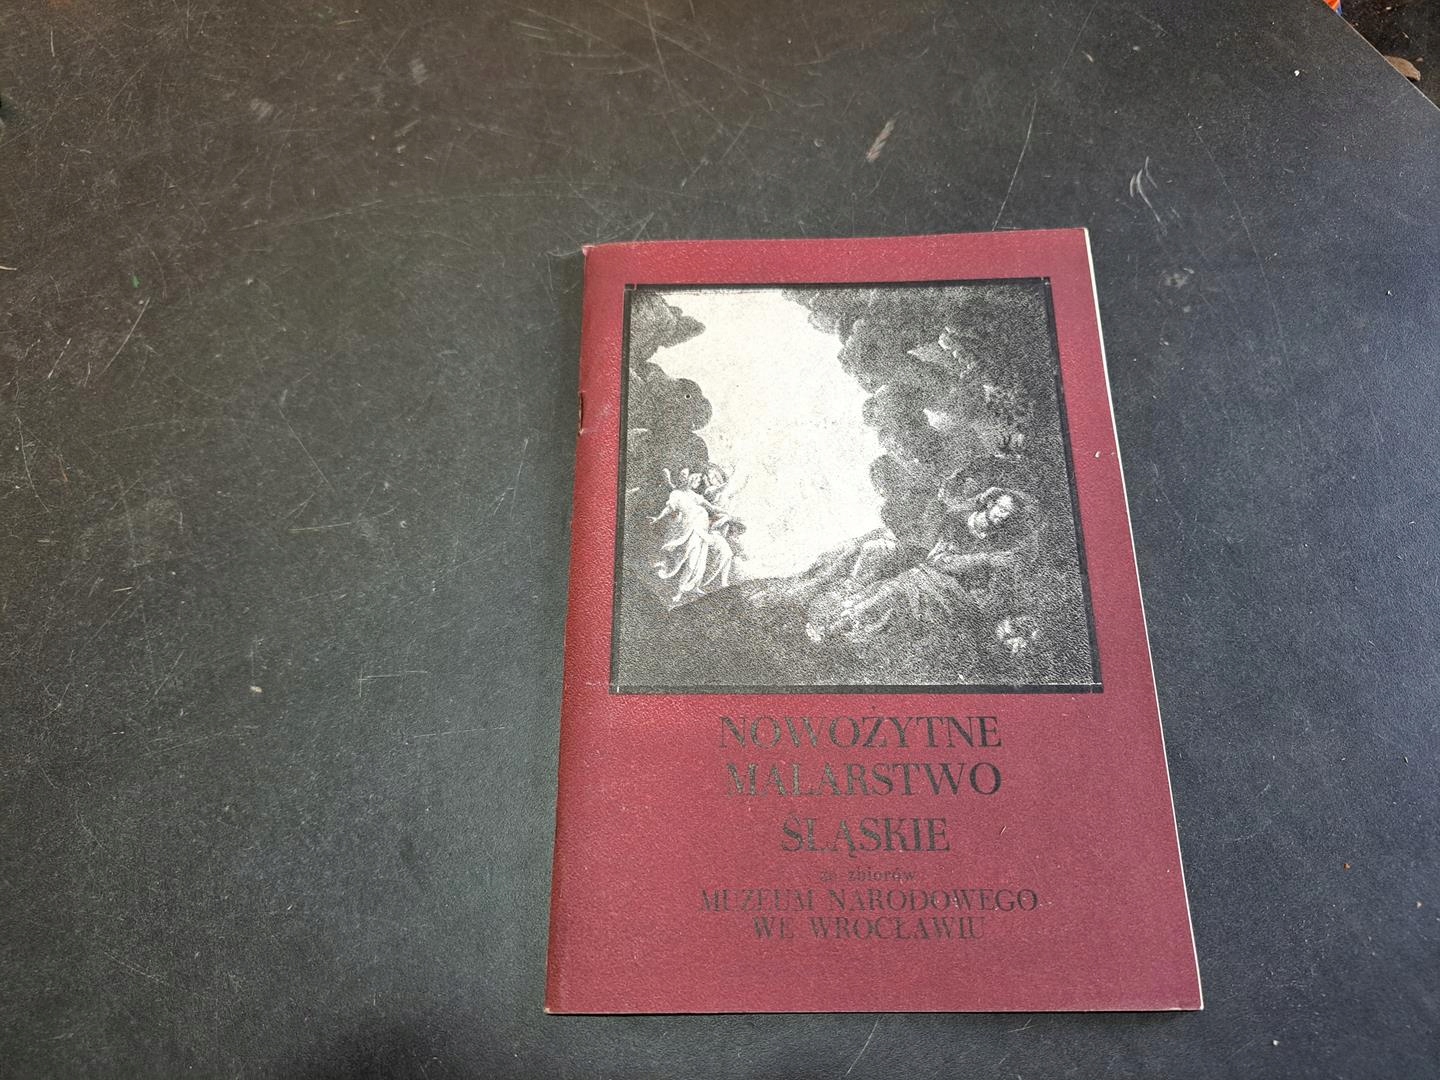 NOWOŻYTNE
MALARSTWO
ŚLĄSKIE
ze zbiorów
MUZEUM NARODOWEGO
WE WROCŁAWIU